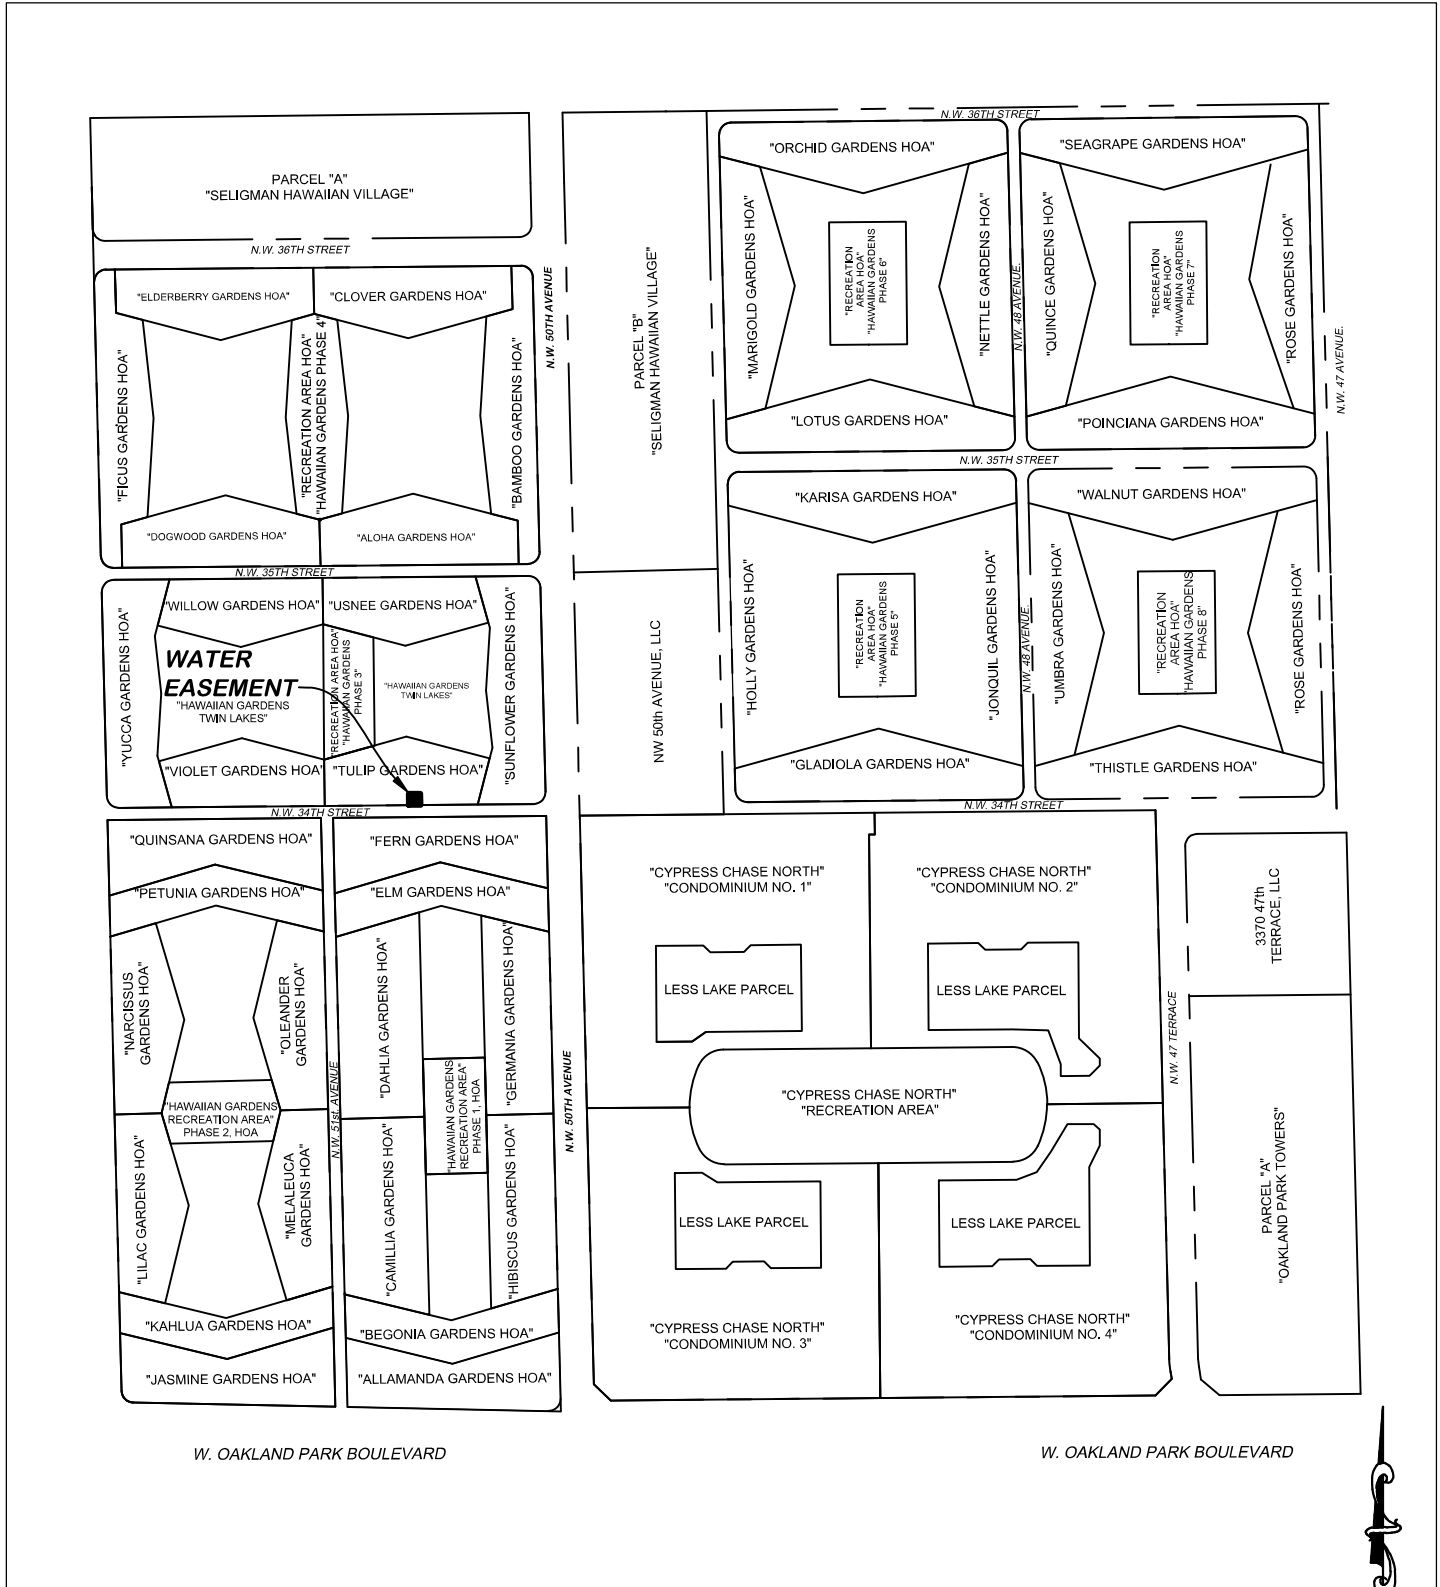 N.W. 36TH STREET
PARCEL "A"
"SELIGMAN HAWAIIAN VILLAGE"
N.W. 36TH STREET
"ELDERBERRY GARDENS HOA"
"CLOVER GARDENS HOA"
"FICUS GARDENS HOA"
"RECREATION AREA HOA"
"HAWAIIAN GARDENS PHASE 4"
"BAMBOO GARDENS HOA"
"DOGWOOD GARDENS HOA"
"ALOHA GARDENS HOA"
N.W. 35TH STREET
N.W. 50TH AVENUE
PARCEL "B"
"SELIGMAN HAWAIIAN VILLAGE"
"ORCHID GARDENS HOA"
"MARIGOLD GARDENS HOA"
"RECREATION
AREA HOA"
"HAWAIIAN GARDENS
PHASE 6"
"NETTLE GARDENS HOA"
"LOTUS GARDENS HOA"
N.W. 48 AVENUE.
"SEAGRAPE GARDENS HOA"
"QUINCE GARDENS HOA"
"RECREATION
AREA HOA"
"HAWAIIAN GARDENS
PHASE 7"
"ROSE GARDENS HOA"
"POINCIANA GARDENS HOA"
N.W. 47 AVENUE.
N.W. 35TH STREET
"YUCCA GARDENS HOA"
"WILLOW GARDENS HOA"
"USNEE GARDENS HOA"
WATER
EASEMENT
"HAWAIIAN GARDENS
TWIN LAKES"
"RECREATION AREA HOA"
"HAWAIIAN GARDENS
PHASE 3"
"HAWAIIAN GARDENS
TWIN LAKES"
"SUNFLOWER GARDENS HOA"
"VIOLET GARDENS HOA"
"TULIP GARDENS HOA"
N.W. 34TH STREET
NW 50th AVENUE, LLC
"KARISA GARDENS HOA"
"HOLLY GARDENS HOA"
"RECREATION
AREA HOA"
"HAWAIIAN GARDENS
PHASE 5"
"JONQUIL GARDENS HOA"
"GLADIOLA GARDENS HOA"
N.W. 48 AVENUE.
"WALNUT GARDENS HOA"
"UMBRA GARDENS HOA"
"RECREATION
AREA HOA"
"HAWAIIAN GARDENS
PHASE 8"
"ROSE GARDENS HOA"
"THISTLE GARDENS HOA"
N.W. 34TH STREET
"QUINSANA GARDENS HOA"
"PETUNIA GARDENS HOA"
"NARCISSUS
GARDENS HOA"
"OLEANDER
GARDENS HOA"
"HAWAIIAN GARDENS
RECREATION AREA"
PHASE 2, HOA
"LILAC GARDENS HOA"
"MELALEUCA
GARDENS HOA"
"KAHLUA GARDENS HOA"
"JASMINE GARDENS HOA"
N.W. 51st. AVENUE
"FERN GARDENS HOA"
"ELM GARDENS HOA"
"DAHLIA GARDENS HOA"
"GERMANIA GARDENS HOA"
"HAWAIIAN GARDENS
RECREATION AREA"
PHASE 1, HOA
"CAMILLIA GARDENS HOA"
"HIBISCUS GARDENS HOA"
"BEGONIA GARDENS HOA"
"ALLAMANDA GARDENS HOA"
N.W. 50TH AVENUE
"CYPRESS CHASE NORTH"
"CONDOMINIUM NO. 1"
LESS LAKE PARCEL
"CYPRESS CHASE NORTH"
"CONDOMINIUM NO. 2"
LESS LAKE PARCEL
"CYPRESS CHASE NORTH"
"RECREATION AREA"
LESS LAKE PARCEL
"CYPRESS CHASE NORTH"
"CONDOMINIUM NO. 3"
LESS LAKE PARCEL
"CYPRESS CHASE NORTH"
"CONDOMINIUM NO. 4"
N.W. 47 TERRACE
3370 47th
TERRACE, LLC
PARCEL "A"
"OAKLAND PARK TOWERS"
W. OAKLAND PARK BOULEVARD
W. OAKLAND PARK BOULEVARD